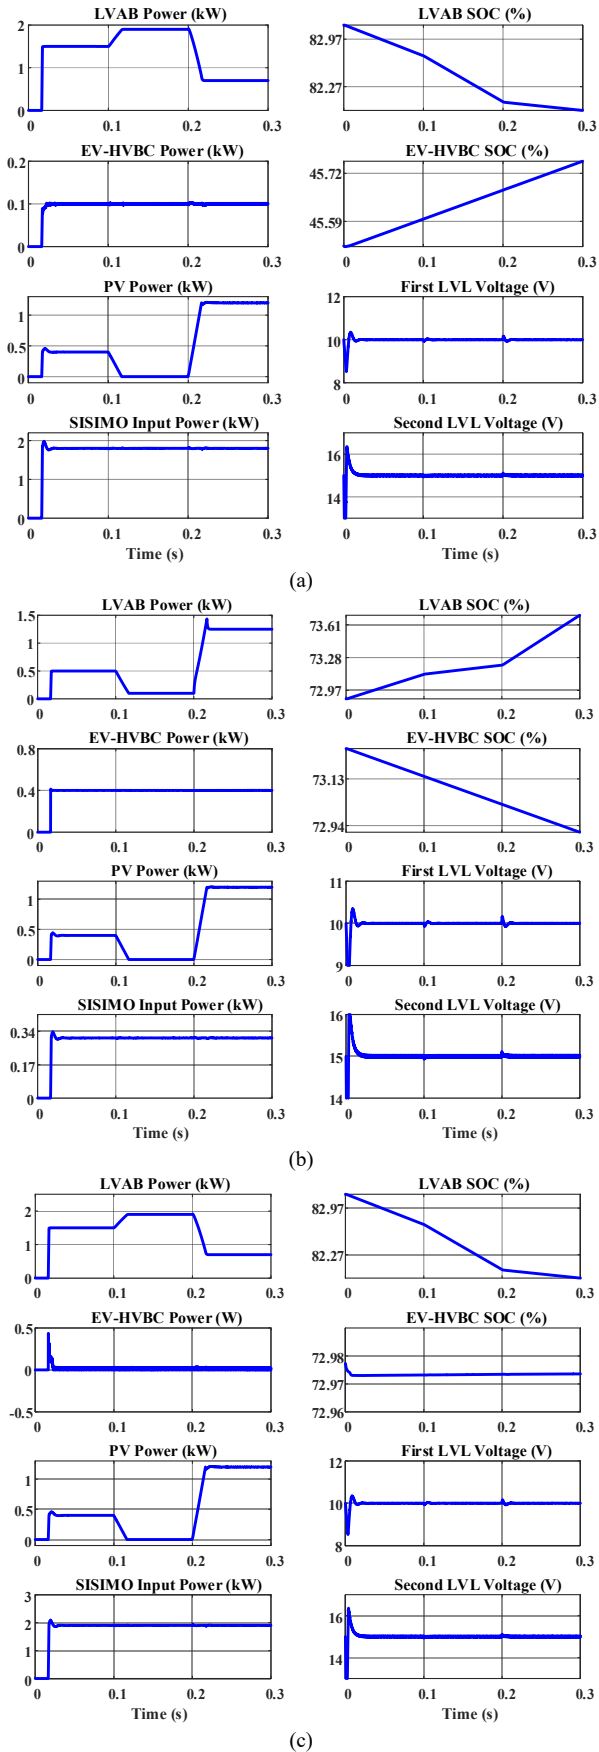 LVAB Power (kW)
2
1
0
0 0.1 0.2 0.3
LVAB SOC (%)
82.97
82.27
0 0.1 0.2 0.3
EV-HVBC Power (kW)
0.2
0.1
0
0 0.1 0.2 0.3
EV-HVBC SOC (%)
45.72
45.59
0 0.1 0.2 0.3
PV Power (kW)
1
0.5
0
0 0.1 0.2 0.3
First LVL Voltage (V)
12
10
8
0 0.1 0.2 0.3
SISIMO Input Power (kW)
2
1
0
0 0.1 0.2 0.3
Time (s)
Second LVL Voltage (V)
16
14
0 0.1 0.2 0.3
Time (s)
(a)
LVAB Power (kW)
1.5
1
0.5
0
0 0.1 0.2 0.3
LVAB SOC (%)
73.61
73.28
72.97
0 0.1 0.2 0.3
EV-HVBC Power (kW)
0.8
0.4
0
0 0.1 0.2 0.3
EV-HVBC SOC (%)
73.13
72.94
0 0.1 0.2 0.3
PV Power (kW)
1
0.5
0
0 0.1 0.2 0.3
First LVL Voltage (V)
11
10
9
0 0.1 0.2 0.3
SISIMO Input Power (kW)
0.34
0.17
0
0 0.1 0.2 0.3
Time (s)
Second LVL Voltage (V)
16
15
14
0 0.1 0.2 0.3
Time (s)
(b)
LVAB Power (kW)
2
1
0
0 0.1 0.2 0.3
LVAB SOC (%)
82.97
82.27
0 0.1 0.2 0.3
EV-HVBC Power (W)
0.5
0
-0.5
0 0.1 0.2 0.3
EV-HVBC SOC (%)
72.98
72.97
72.96
0 0.1 0.2 0.3
PV Power (kW)
1
0.5
0
0 0.1 0.2 0.3
First LVL Voltage (V)
12
10
8
0 0.1 0.2 0.3
SISIMO Input Power (kW)
3
2
1
0
0 0.1 0.2 0.3
Time (s)
Second LVL Voltage (V)
16
14
0 0.1 0.2 0.3
Time (s)
(c)